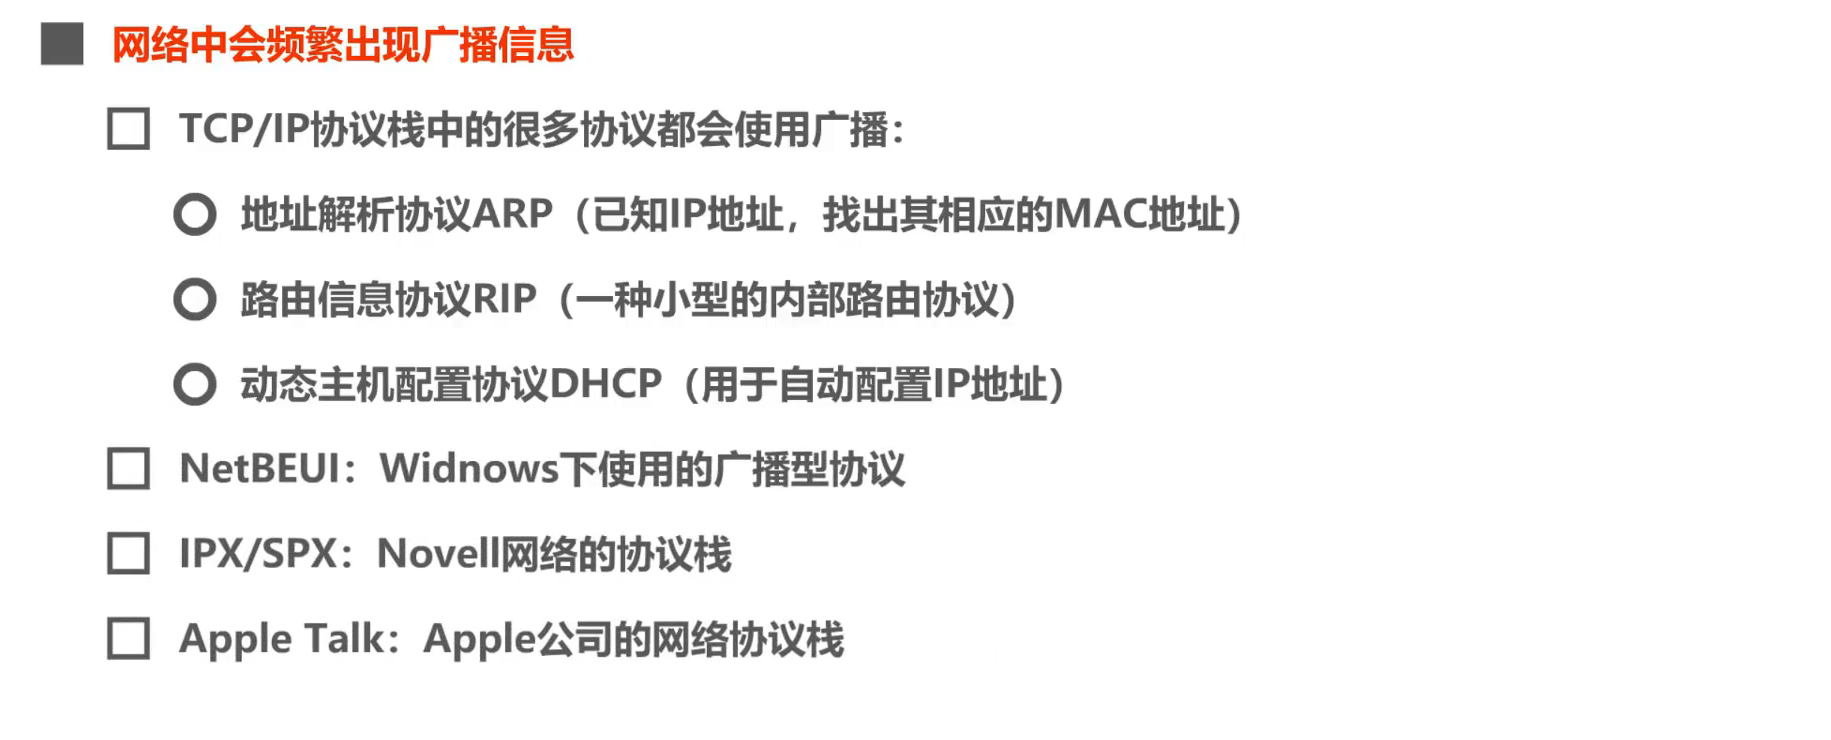 网络中会频繁出现广播信息
TCP/IP协议栈中的很多协议都会使用广播：
地址解析协议ARP（已知IP地址，找出其相应的MAC地址）
路由信息协议RIP（一种小型的内部路由协议）
动态主机配置协议DHCP（用于自动配置IP地址）
NetBEUI：Widnows下使用的广播型协议
IPX/SPX：Novell网络的协议栈
Apple Talk：Apple公司的网络协议栈